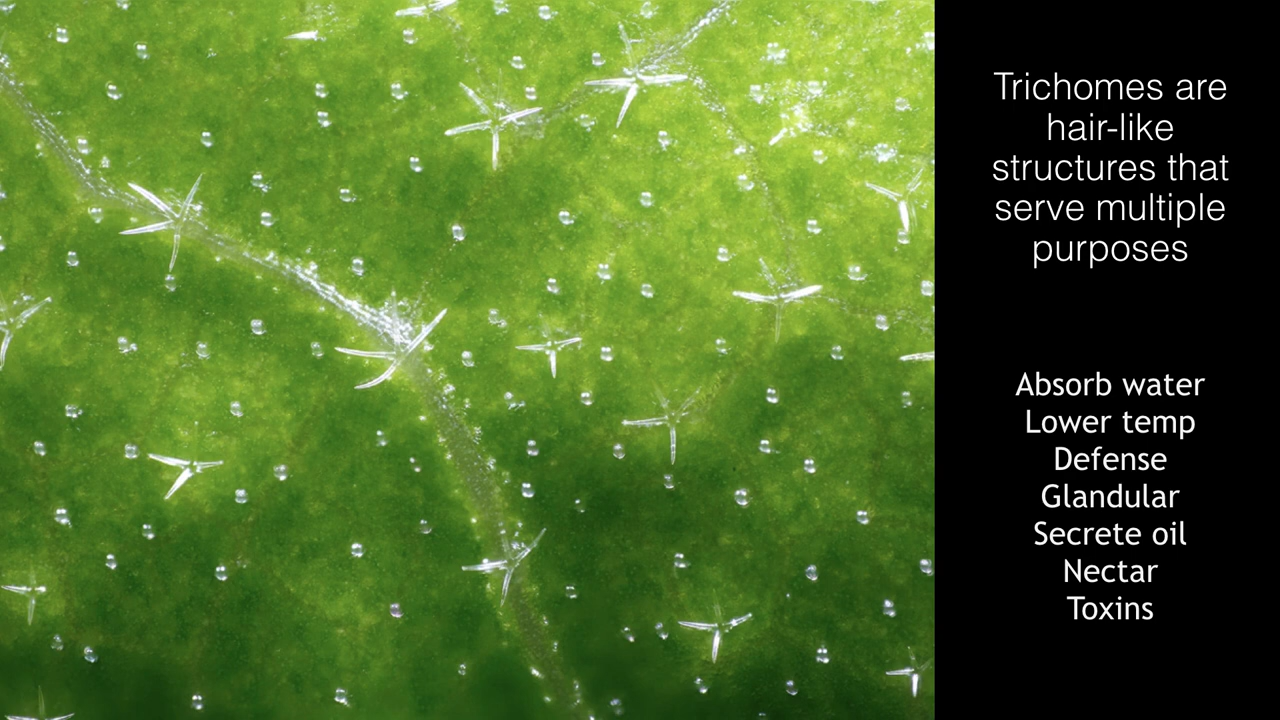 Trichomes are
hair-like
structures that
serve multiple
purposes
Absorb water
Lower temp
Defense
Glandular
Secrete oil
Nectar
Toxins